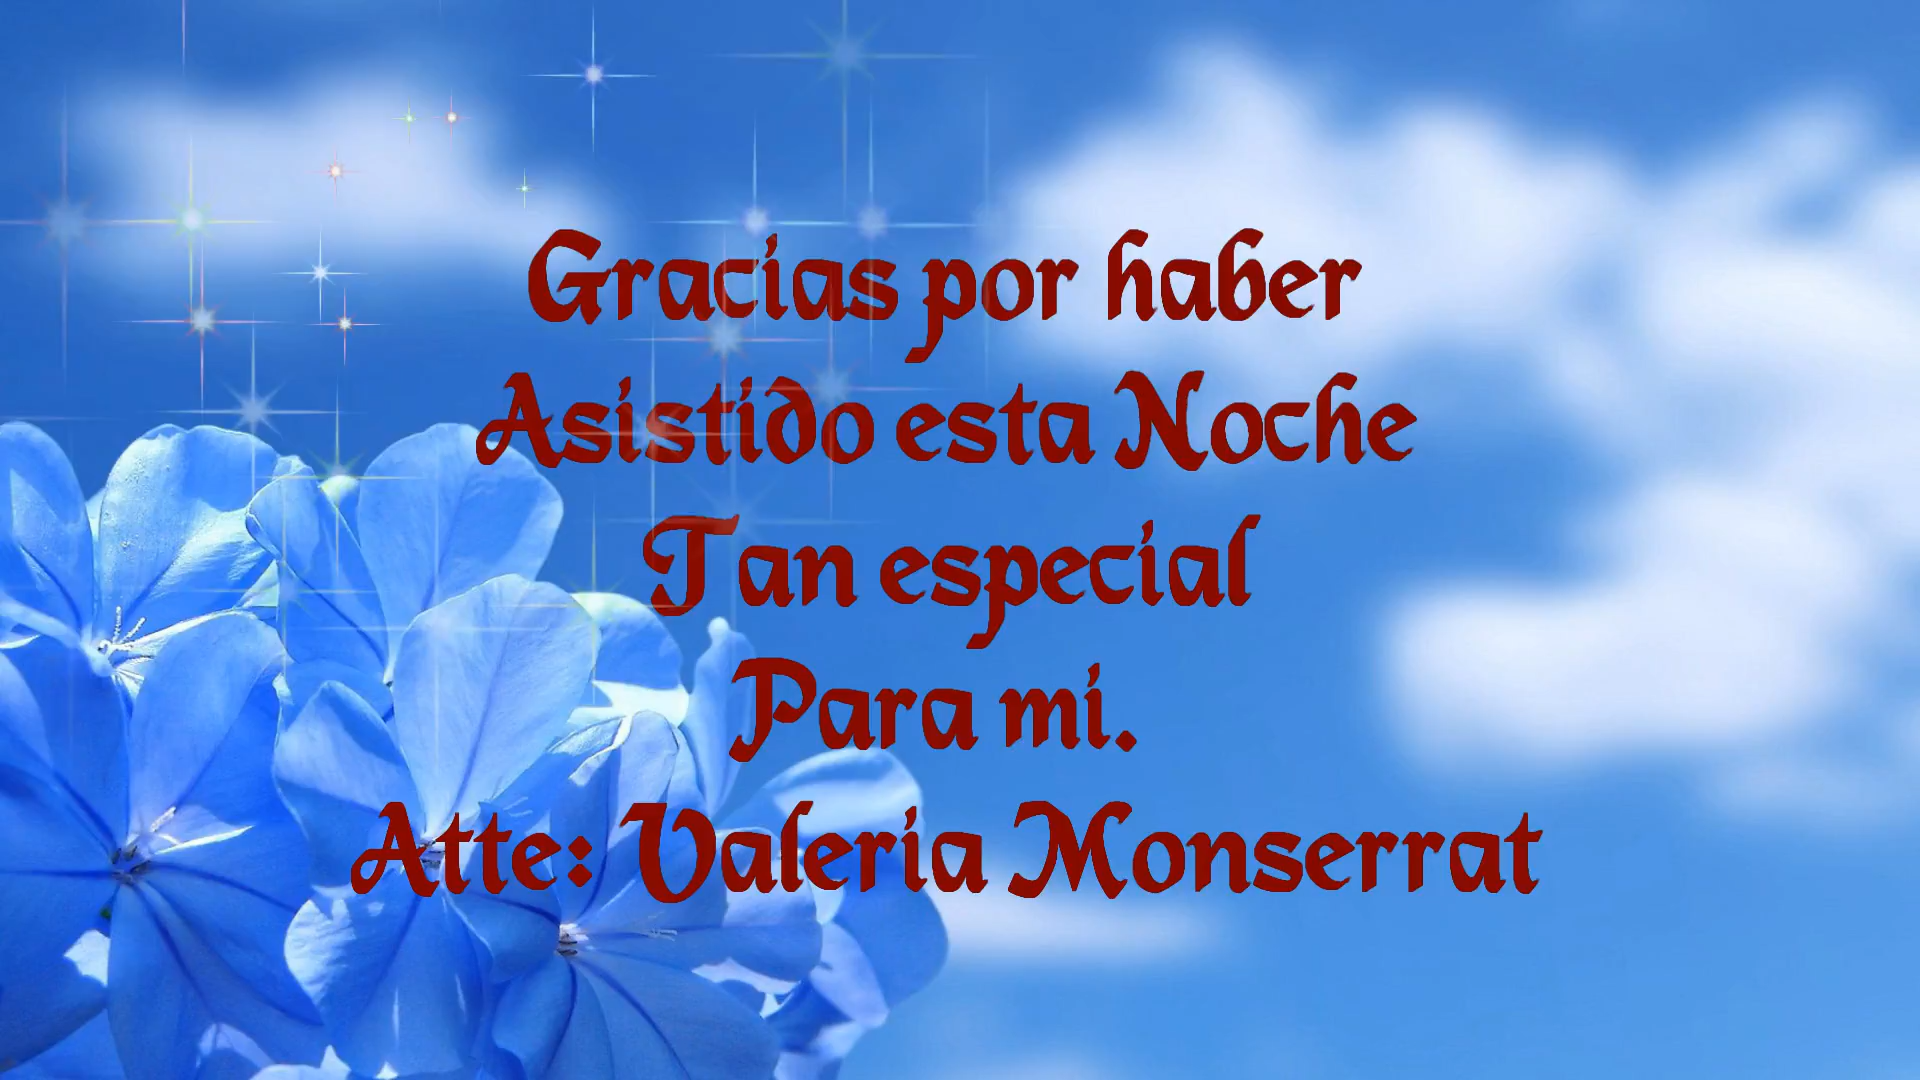 Gracias por haber
Asistido esta Noche
Tan especial
Para mi.
Atte: Valeria Monserrat